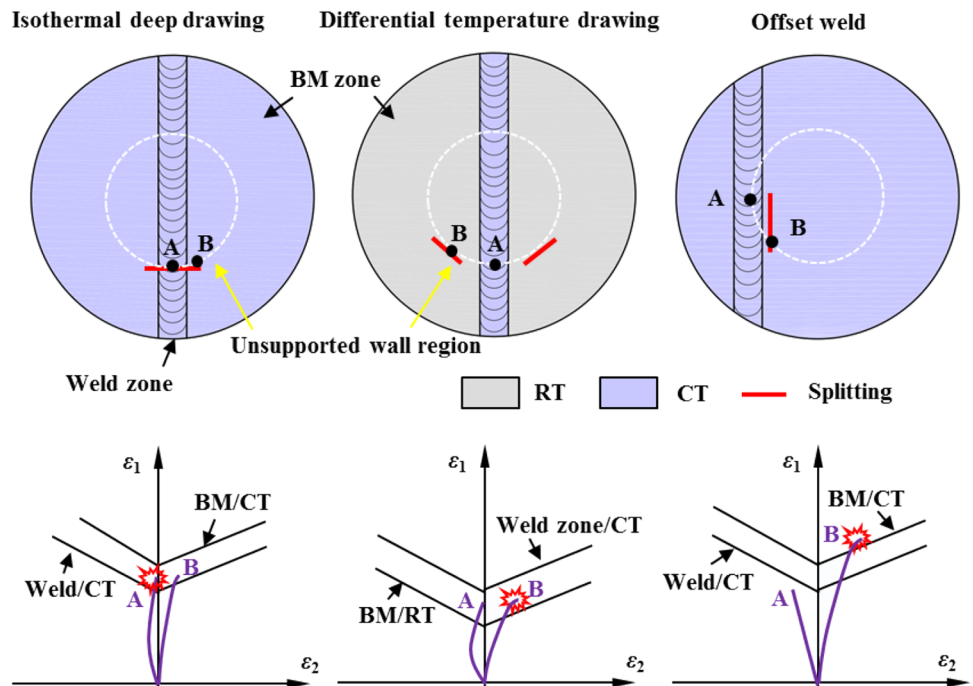 Isothermal deep drawing
Differential temperature drawing
Offset weld
BM zone
A
B
B
A
A
B
Unsupported wall region
Weld zone
RT
CT
Splitting
ε1
BM/CT
Weld/CT
A
B
ε2
ε1
Weld zone/CT
A
B
BM/RT
ε2
ε1
BM/CT
B
Weld/CT
A
ε2